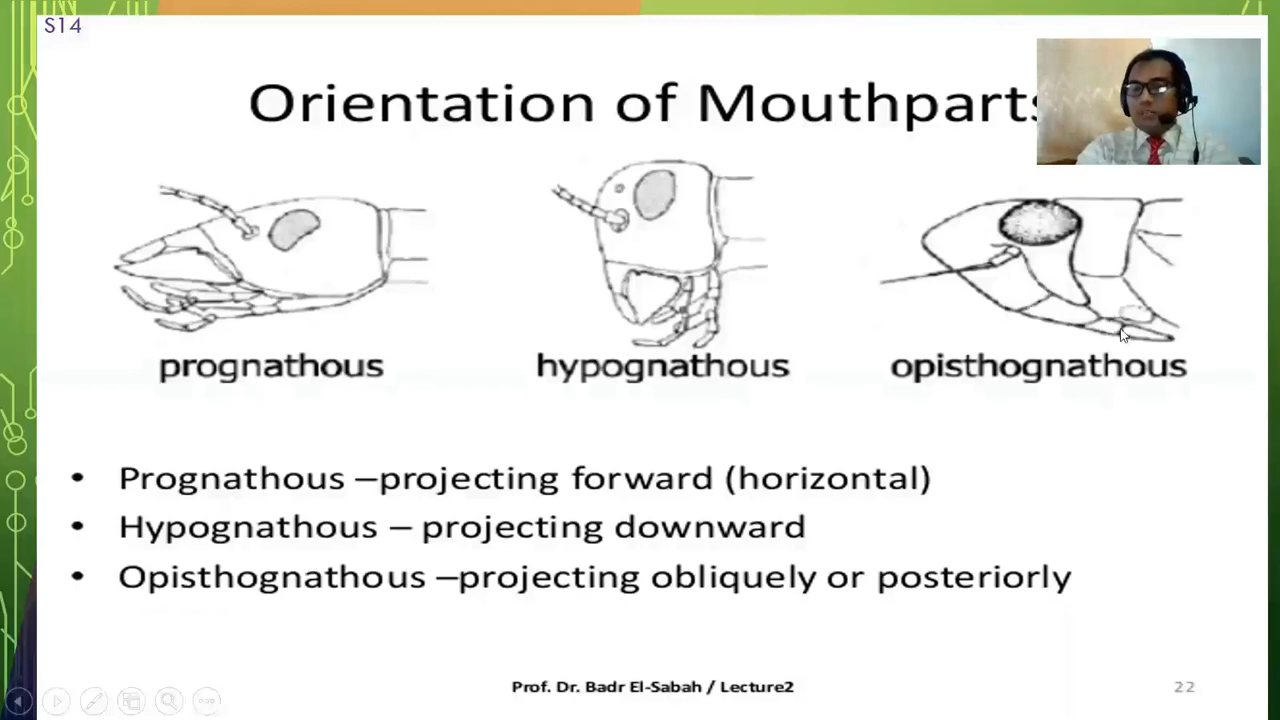 S14
Orientation of Mouthparts
prognathous
hypognathous
opisthognathous
• Prognathous –projecting forward (horizontal)
• Hypognathous – projecting downward
• Opisthognathous –projecting obliquely or posteriorly
Prof. Dr. Badr El-Sabah / Lecture2
22